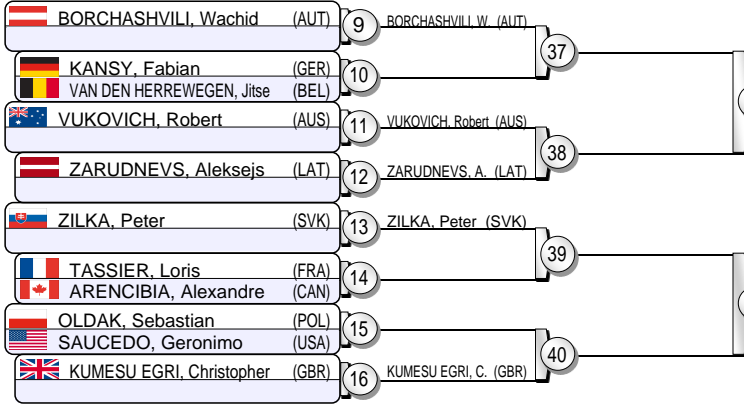 BORCHASHVILI, Wachid (AUT) 9 BORCHASHVILI, W. (AUT)
37
KANSY, Fabian (GER) 10
VAN DEN HERREWEGEN, Jitse (BEL)
VUKOVICH, Robert (AUS) 11 VUKOVICH, Robert (AUS)
38
ZARUDNEVS, Aleksejs (LAT) 12 ZARUDNEVS, A. (LAT)
ZILKA, Peter (SVK) 13 ZILKA, Peter (SVK)
39
TASSIER, Loris (FRA) 14
ARENCIBIA, Alexandre (CAN)
OLDAK, Sebastian (POL) 15
SAUCEDO, Geronimo (USA)
40
KUMESU EGRI, Christopher (GBR) 16 KUMESU EGRI, C. (GBR)